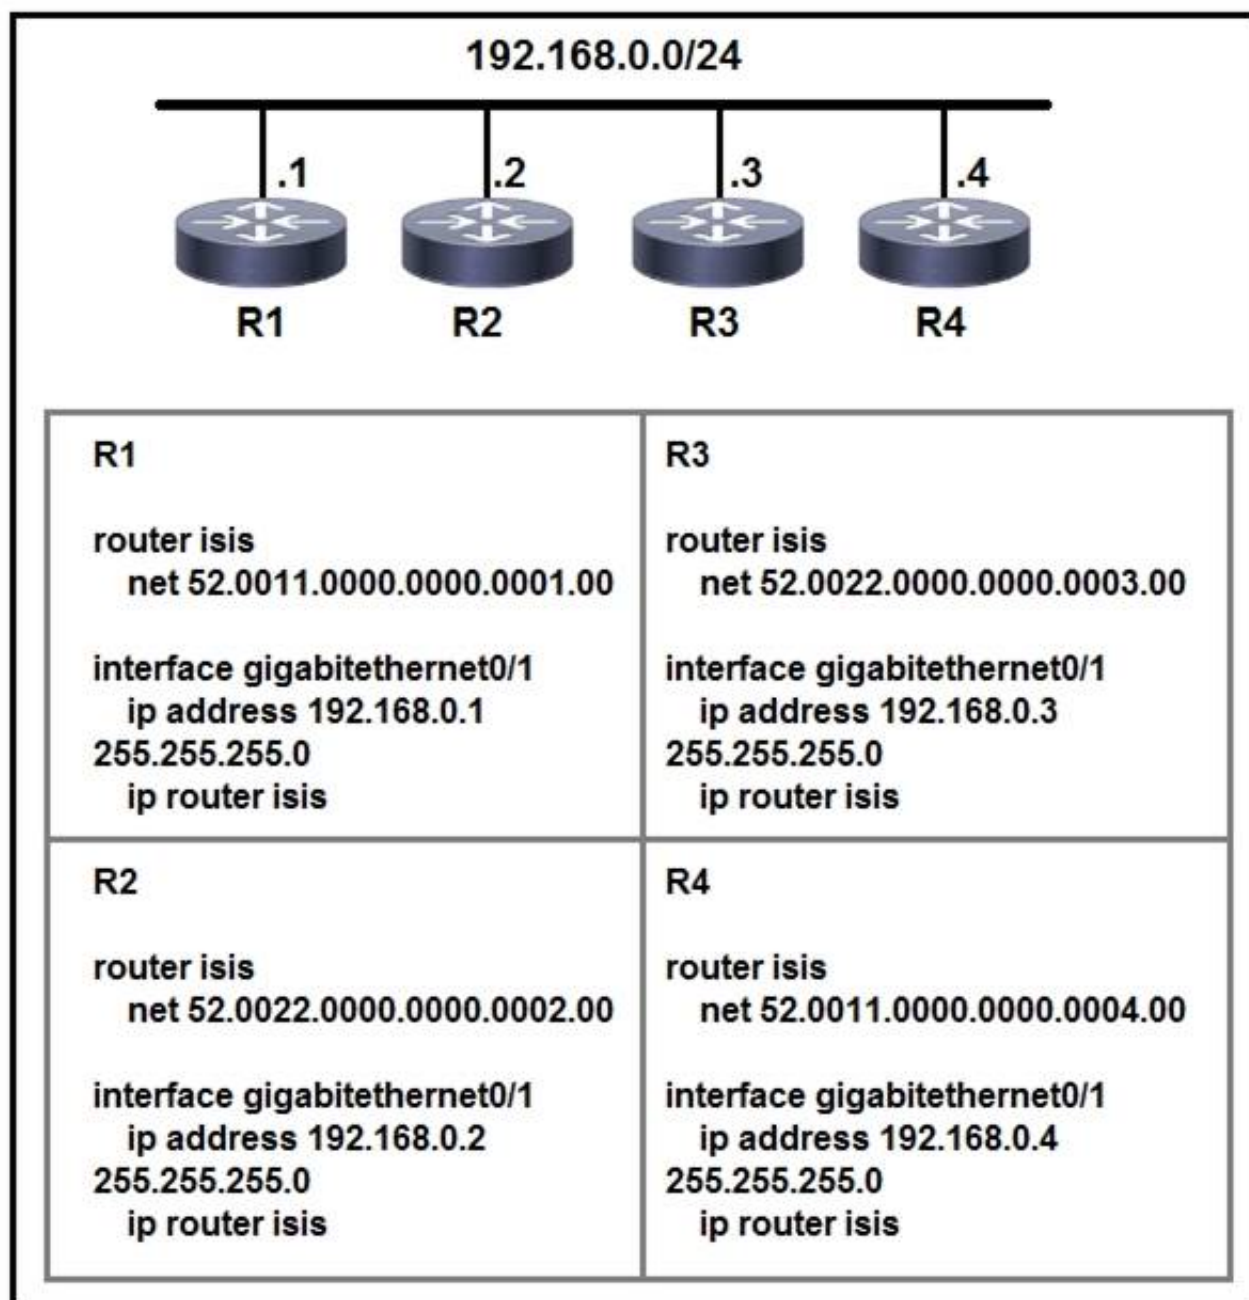 192.168.0.0/24
.1
.2
.3
.4
R1
R2
R3
R4
R1
router isis
net 52.0011.0000.0000.0001.00
interface gigabitethernet0/1
ip address 192.168.0.1
255.255.255.0
ip router isis
R3
router isis
net 52.0022.0000.0000.0003.00
interface gigabitethernet0/1
ip address 192.168.0.3
255.255.255.0
ip router isis
R2
router isis
net 52.0022.0000.0000.0002.00
interface gigabitethernet0/1
ip address 192.168.0.2
255.255.255.0
ip router isis
R4
router isis
net 52.0011.0000.0000.0004.00
interface gigabitethernet0/1
ip address 192.168.0.4
255.255.255.0
ip router isis